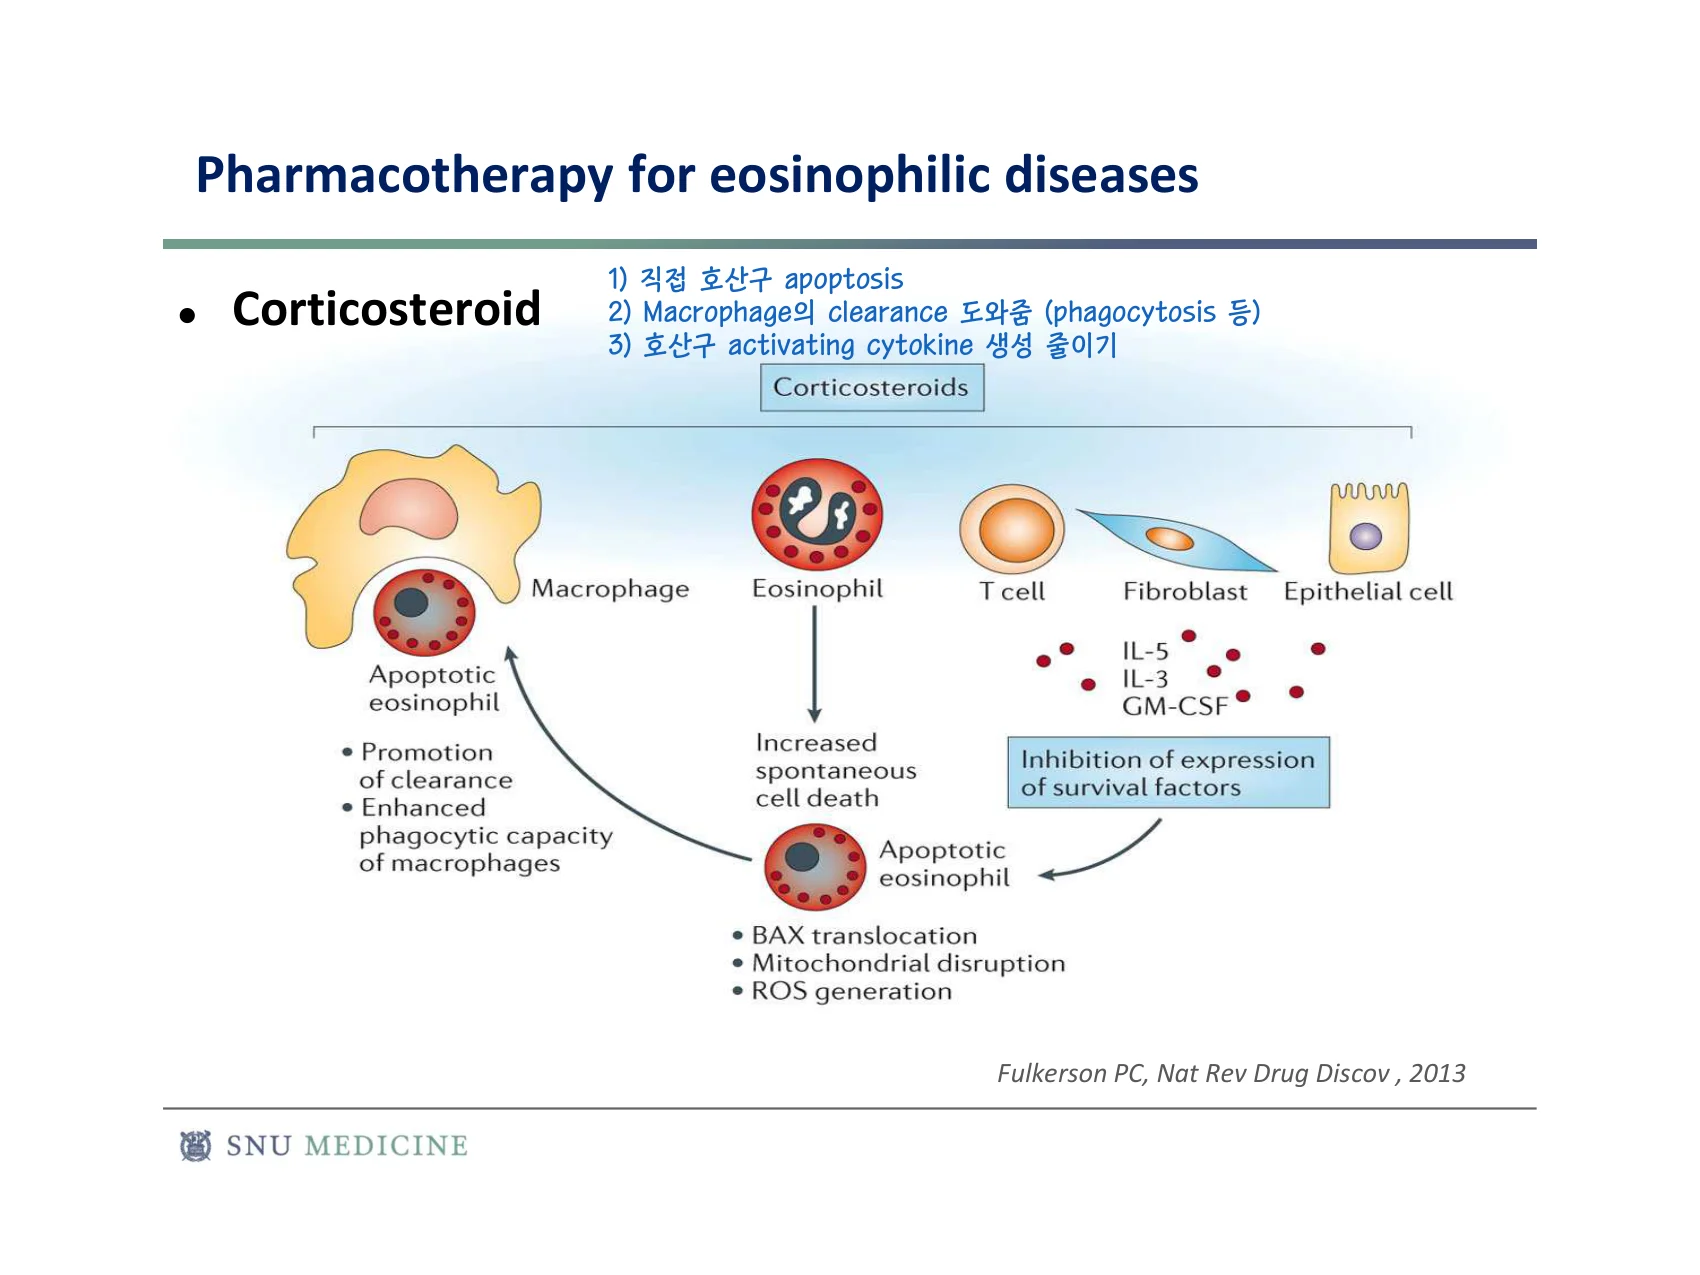 Pharmacotherapy for eosinophilic diseases
● Corticosteroid
1) 직접 호산구 apoptosis
2) Macrophage의 clearance 도와줌 (phagocytosis 등)
3) 호산구 activating cytokine 생성 줄이기
Corticosteroids
Macrophage
Eosinophil
T cell
Fibroblast
Epithelial cell
Apoptotic
eosinophil
• Promotion
of clearance
• Enhanced
phagocytic capacity
of macrophages
Increased
spontaneous
cell death
IL-5
IL-3
GM-CSF
Inhibition of expression
of survival factors
Apoptotic
eosinophil
• BAX translocation
• Mitochondrial disruption
• ROS generation
Fulkerson PC, Nat Rev Drug Discov , 2013
SNU MEDICINE